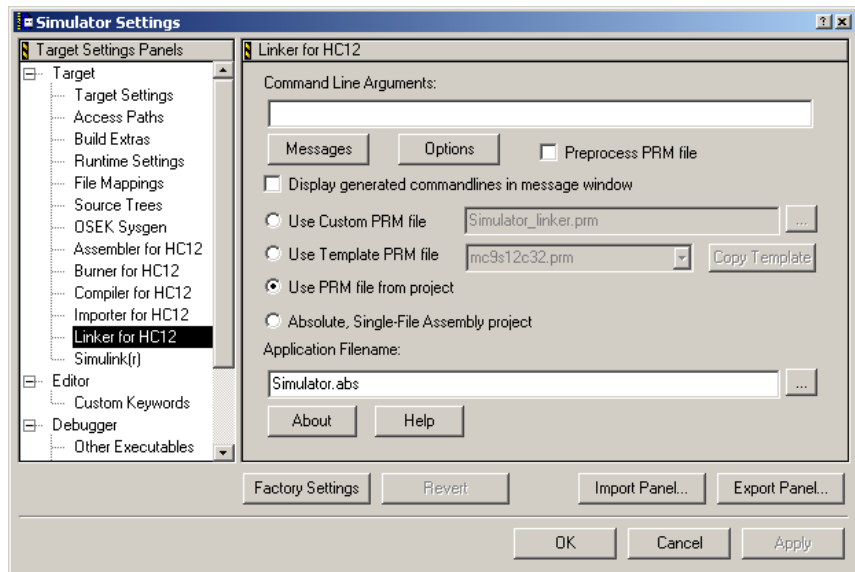 Simulator Settings
Target Settings Panels
Target
Target Settings
Access Paths
Build Extras
Runtime Settings
File Mappings
Source Trees
OSEK Sysgen
Assembler for HC12
Burner for HC12
Compiler for HC12
Importer for HC12
Linker for HC12
Simulink(r)
Editor
Custom Keywords
Debugger
Other Executables
Linker for HC12
Command Line Arguments:
Messages Options Preprocess PRM file
Display generated commandlines in message window
Use Custom PRM file Simulator_linker.prm ...
Use Template PRM file mc9s12c32.prm Copy Template
Use PRM file from project
Absolute, Single-File Assembly project
Application Filename:
Simulator.abs ...
About Help
Factory Settings Revert Import Panel... Export Panel...
OK Cancel Apply